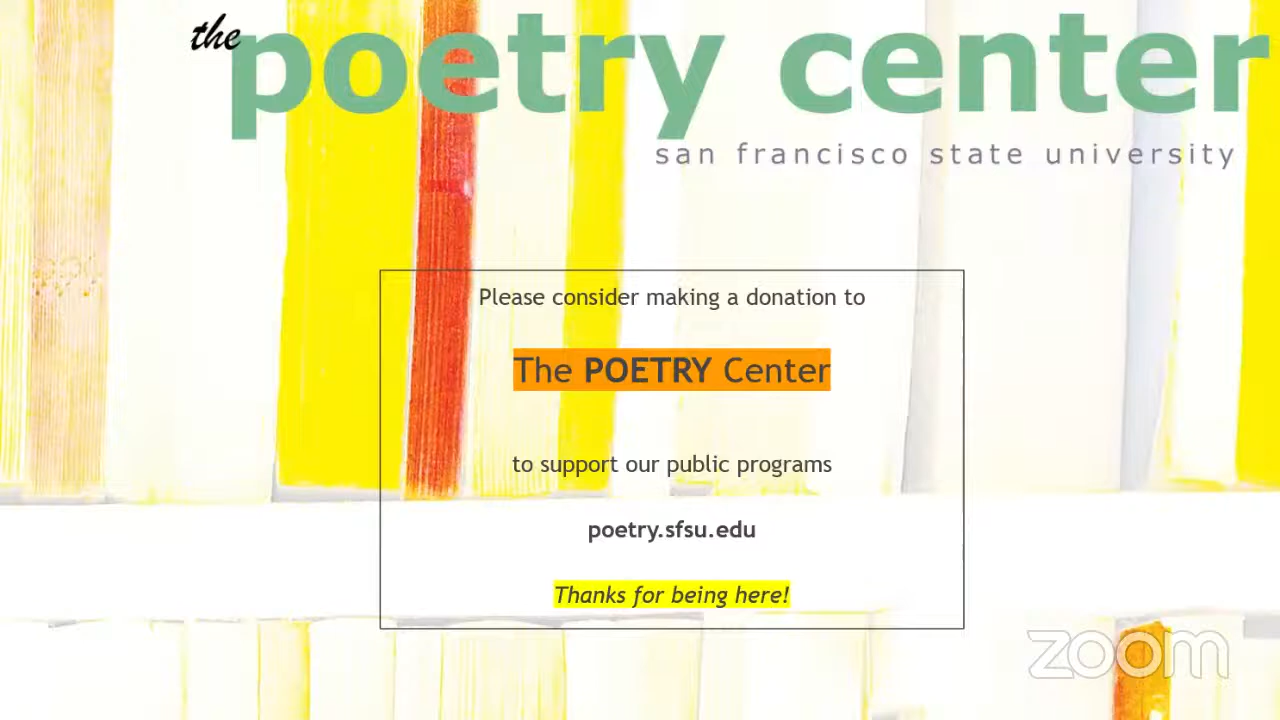 the poetry center
san francisco state university
Please consider making a donation to
The POETRY Center
to support our public programs
poetry.sfsu.edu
Thanks for being here!
zoom